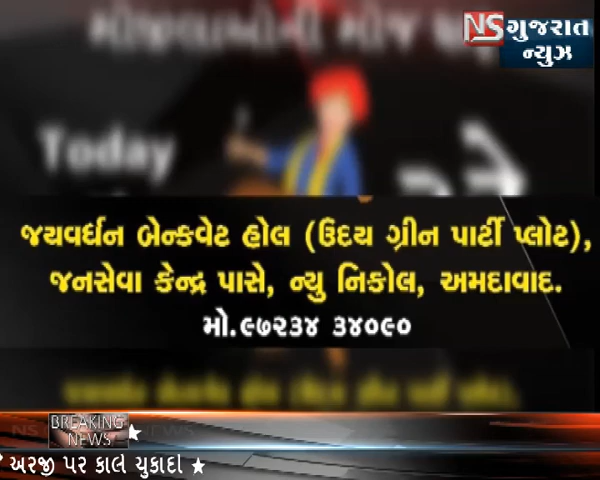 NS ગુજરાત
ન્યુઝ
Today
જયવર્ધન બેન્કવેટ હોલ (ઉદય ગ્રીન પાર્ટી પ્લોટ),
જનસેવા કેન્દ્ર પાસે, ન્યુ નિકોલ, અમદાવાદ.
મો.૯૭૨૩૪ ૩૪૦૯૦
BREAKING
NEWS
અરજી પર કાલે ચુકાદો